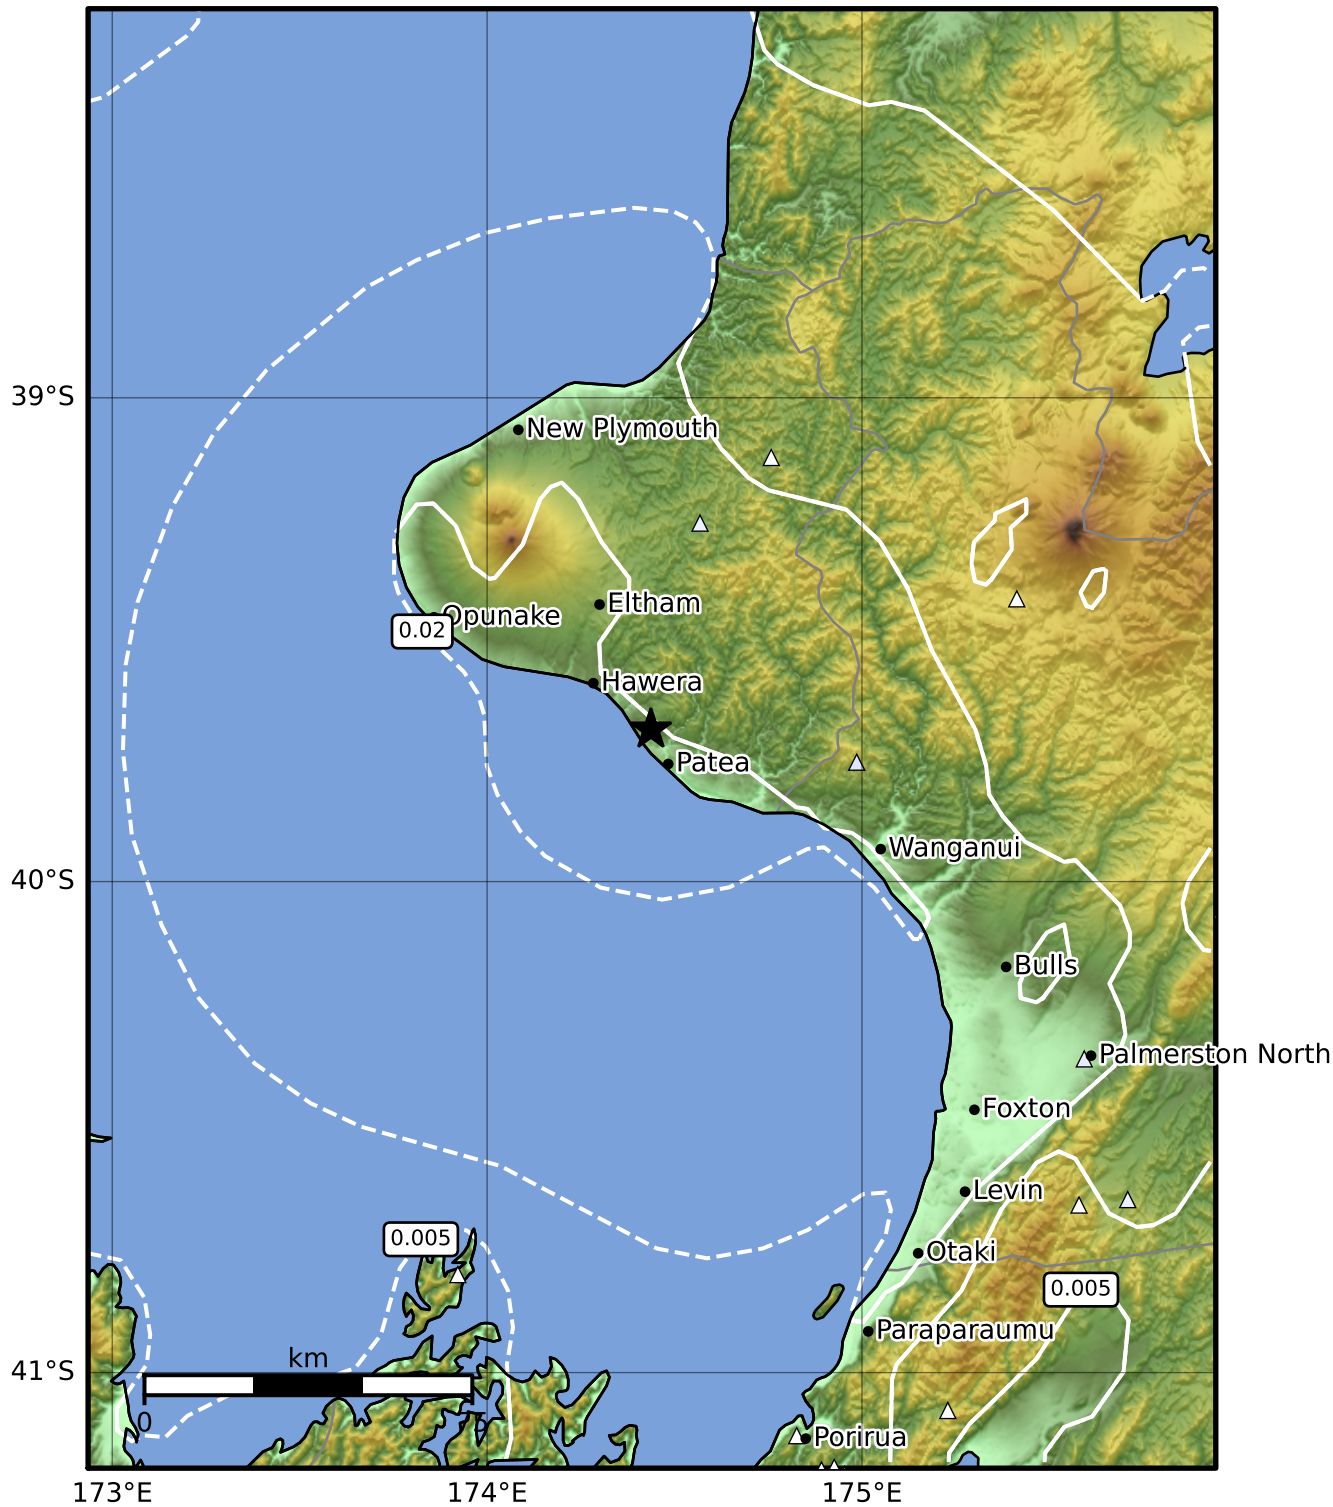 39°S
New Plymouth
Eltham
Opunake
0.02
Hawera
Patea
Wanganui
40°S
Bulls
Palmerston North
Foxton
Levin
0.005
Otaki
0.005
Paraparaumu
km
41°S
0
75
Porirua
173°E
174°E
175°E